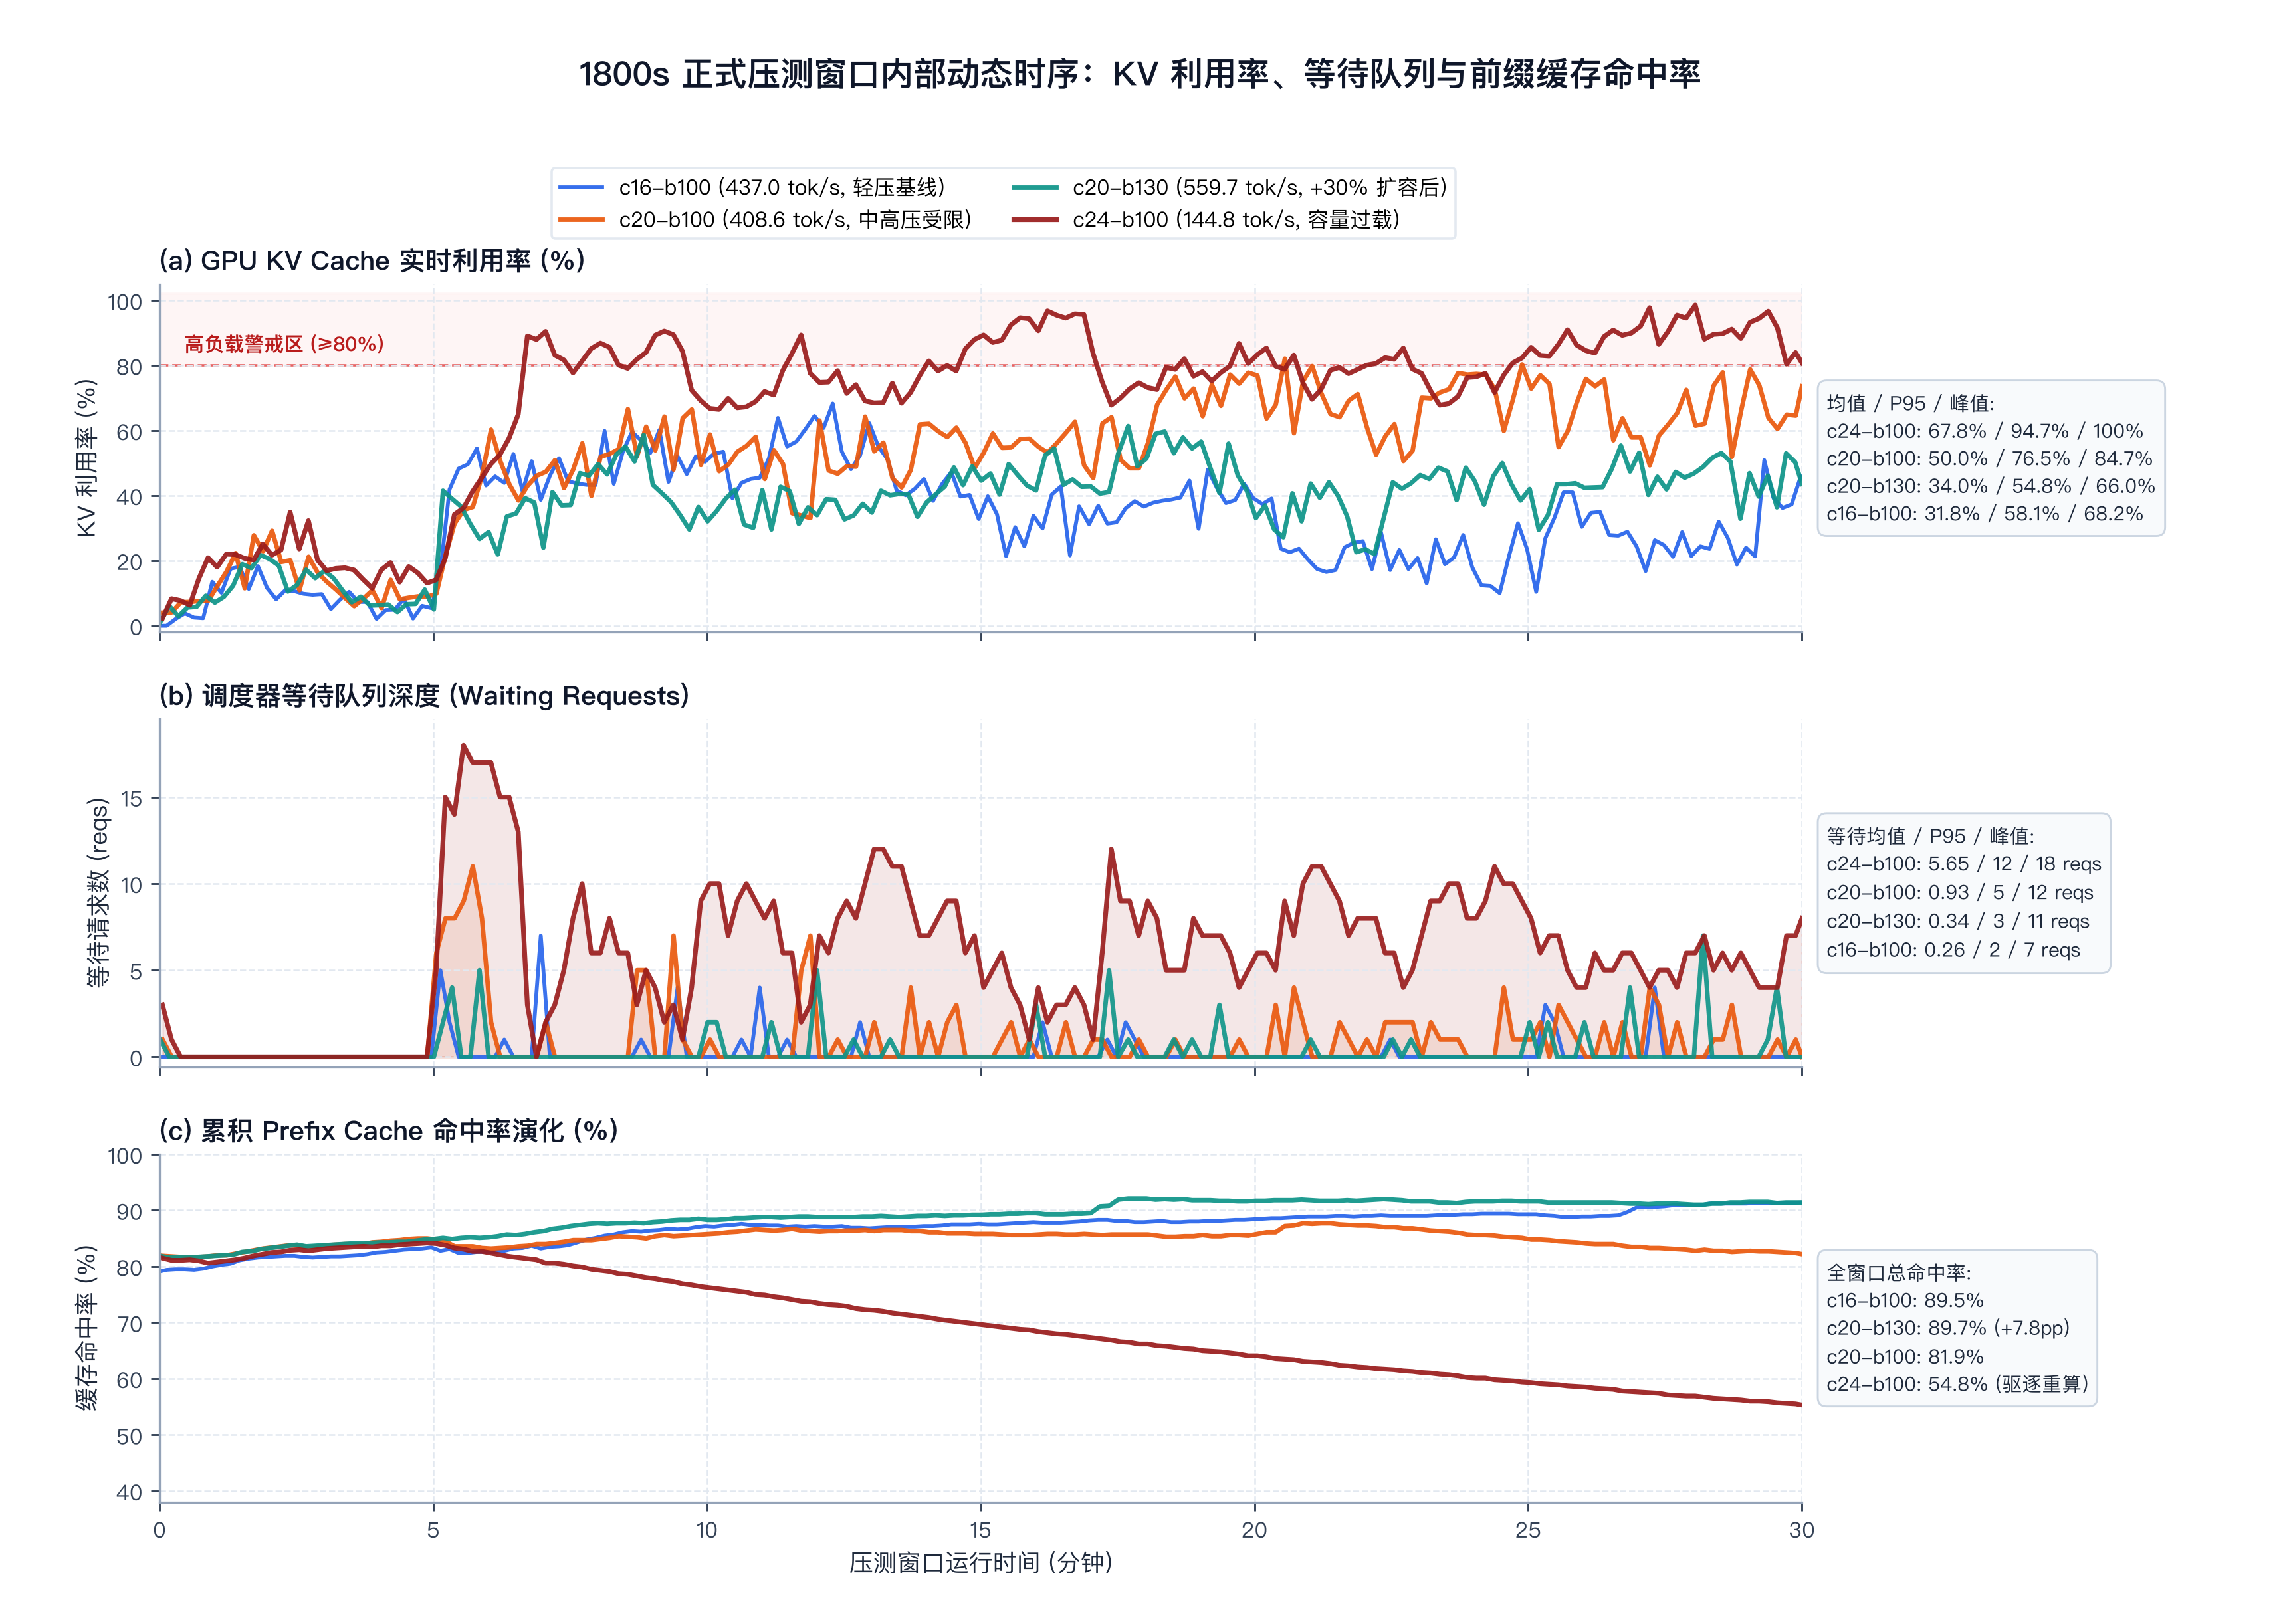 1800s 正式压测窗口内部动态时序：KV 利用率、等待队列与前缀缓存命中率
c16–b100 (437.0 tok/s, 轻压基线)
c20–b100 (408.6 tok/s, 中高压受限)
c20–b130 (559.7 tok/s, +30% 扩容后)
c24–b100 (144.8 tok/s, 容量过载)
(a) GPU KV Cache 实时利用率 (%)
KV 利用率 (%)
100
80
60
40
20
0
高负载警戒区 (≥80%)
均值 / P95 / 峰值:
c24–b100: 67.8% / 94.7% / 100%
c20–b100: 50.0% / 76.5% / 84.7%
c20–b130: 34.0% / 54.8% / 66.0%
c16–b100: 31.8% / 58.1% / 68.2%
(b) 调度器等待队列深度 (Waiting Requests)
等待请求数 (reqs)
15
10
5
0
等待均值 / P95 / 峰值:
c24–b100: 5.65 / 12 / 18 reqs
c20–b100: 0.93 / 5 / 12 reqs
c20–b130: 0.34 / 3 / 11 reqs
c16–b100: 0.26 / 2 / 7 reqs
(c) 累积 Prefix Cache 命中率演化 (%)
缓存命中率 (%)
100
90
80
70
60
50
40
全窗口总命中率:
c16–b100: 89.5%
c20–b130: 89.7% (+7.8pp)
c20–b100: 81.9%
c24–b100: 54.8% (驱逐重算)
0 5 10 15 20 25 30
压测窗口运行时间 (分钟)